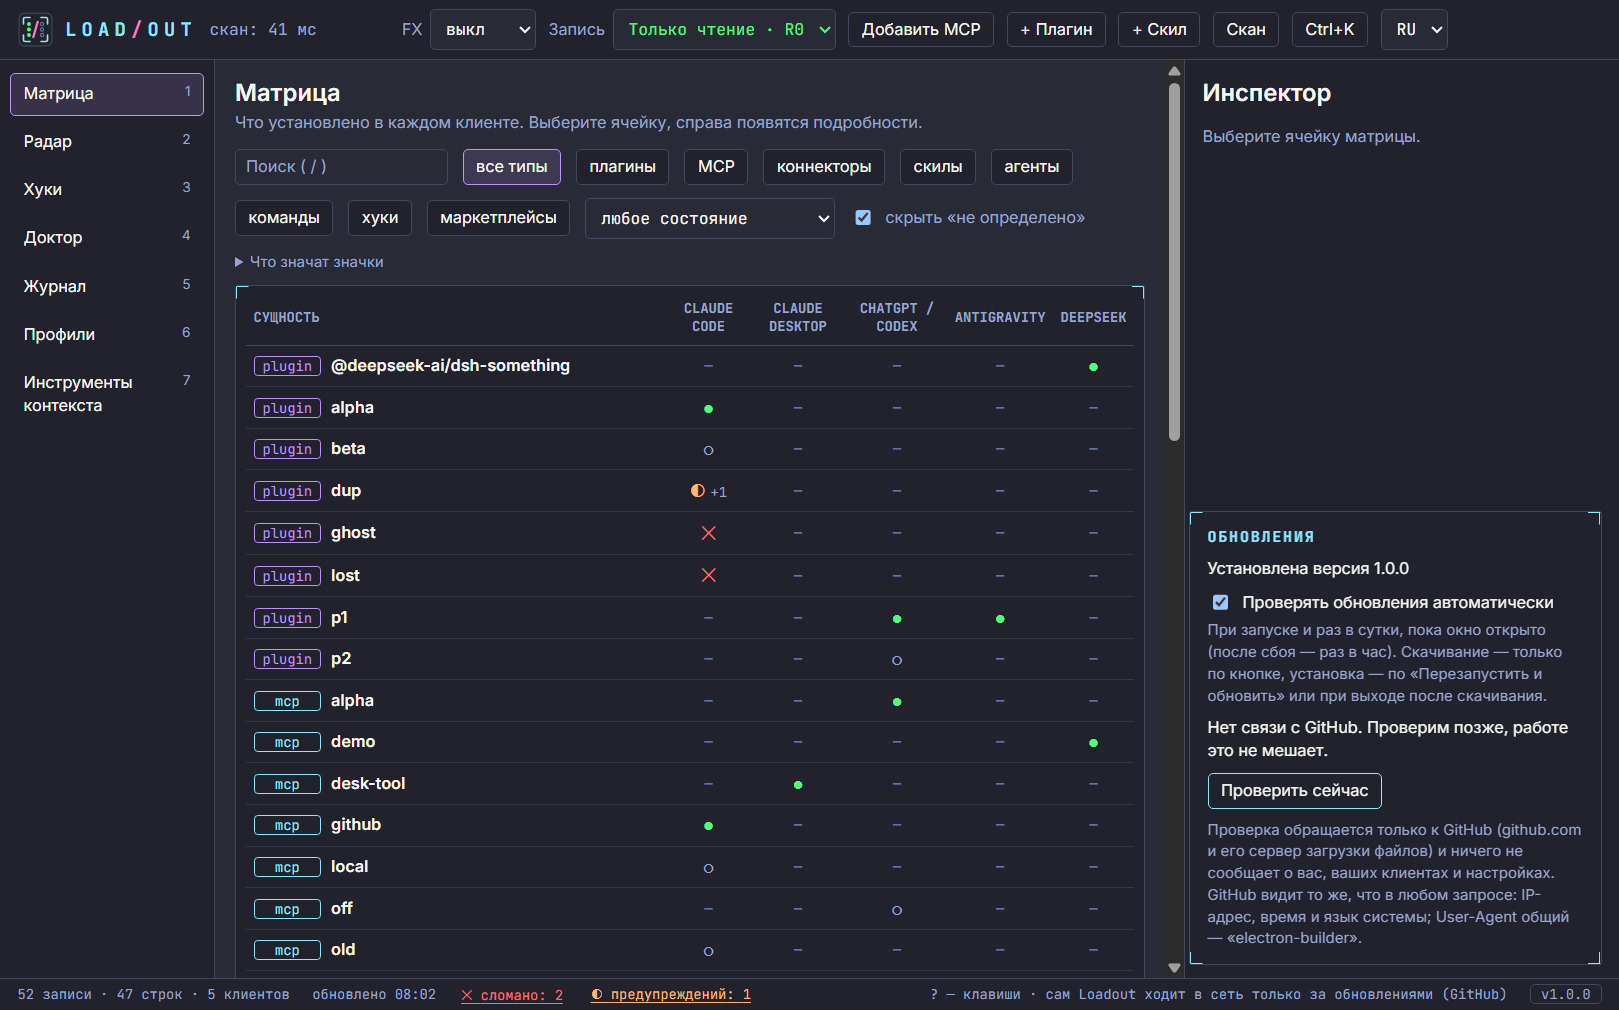 LOAD/OUT скан: 41 мс FX выкл Запись Только чтение · R0 Добавить MCP + Плагин + Скил Скан Ctrl+K RU
Матрица 1
Радар 2
Хуки 3
Доктор 4
Журнал 5
Профили 6
Инструменты контекста 7
Матрица
Что установлено в каждом клиенте. Выберите ячейку, справа появятся подробности.
Поиск ( / ) все типы плагины MCP коннекторы скилы агенты
команды хуки маркетплейсы любое состояние скрыть «не определено»
Что значат значки
СУЩНОСТЬ CLAUDE CODE CLAUDE DESKTOP CHATGPT / CODEX ANTIGRAVITY DEEPSEEK
plugin @deepseek-ai/dsh-something – – – – ●
plugin alpha ● – – – –
plugin beta ○ – – – –
plugin dup ◐ +1 – – – –
plugin ghost ✕ – – – –
plugin lost ✕ – – – –
plugin p1 – – ● ● –
plugin p2 – – ○ – –
mcp alpha – – ● – –
mcp demo – – – – ●
mcp desk-tool – ● – – –
mcp github ● – – – –
mcp local ○ – – – –
mcp off – – ○ – –
mcp old ○ – – – –
Инспектор
Выберите ячейку матрицы.
ОБНОВЛЕНИЯ
Установлена версия 1.0.0
Проверять обновления автоматически
При запуске и раз в сутки, пока окно открыто
(после сбоя — раз в час). Скачивание — только
по кнопке, установка — по «Перезапустить и
обновить» или при выходе после скачивания.
Нет связи с GitHub. Проверим позже, работе
это не мешает.
Проверить сейчас
Проверка обращается только к GitHub (github.com
и его сервер загрузки файлов) и ничего не
сообщает о вас, ваших клиентах и настройках.
GitHub видит то же, что в любом запросе: IP-
адрес, время и язык системы; User-Agent общий
— «electron-builder».
52 записи · 47 строк · 5 клиентов обновлено 08:02 ✕ сломано: 2 ◐ предупреждений: 1 ? — клавиши · сам Loadout ходит в сеть только за обновлениями (GitHub) v1.0.0